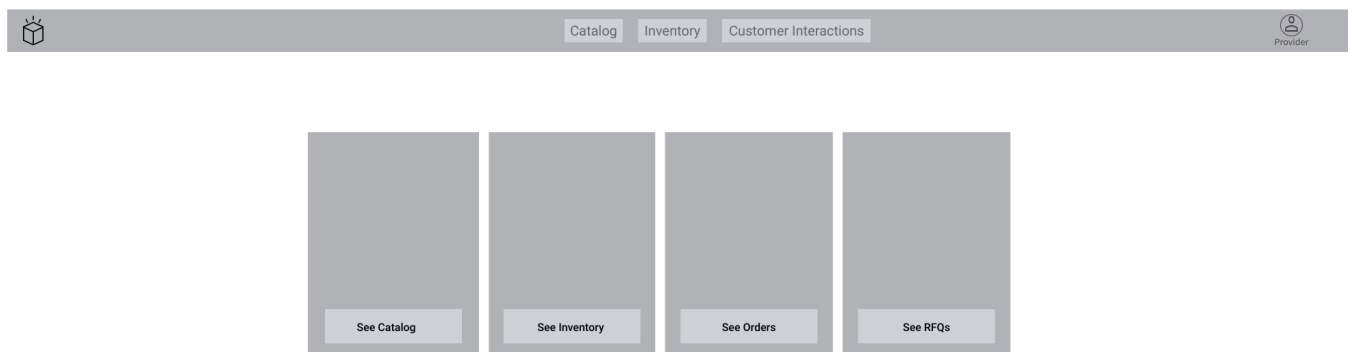 Catalog
Inventory
Customer Interactions
Provider
See Catalog
See Inventory
See Orders
See RFQs